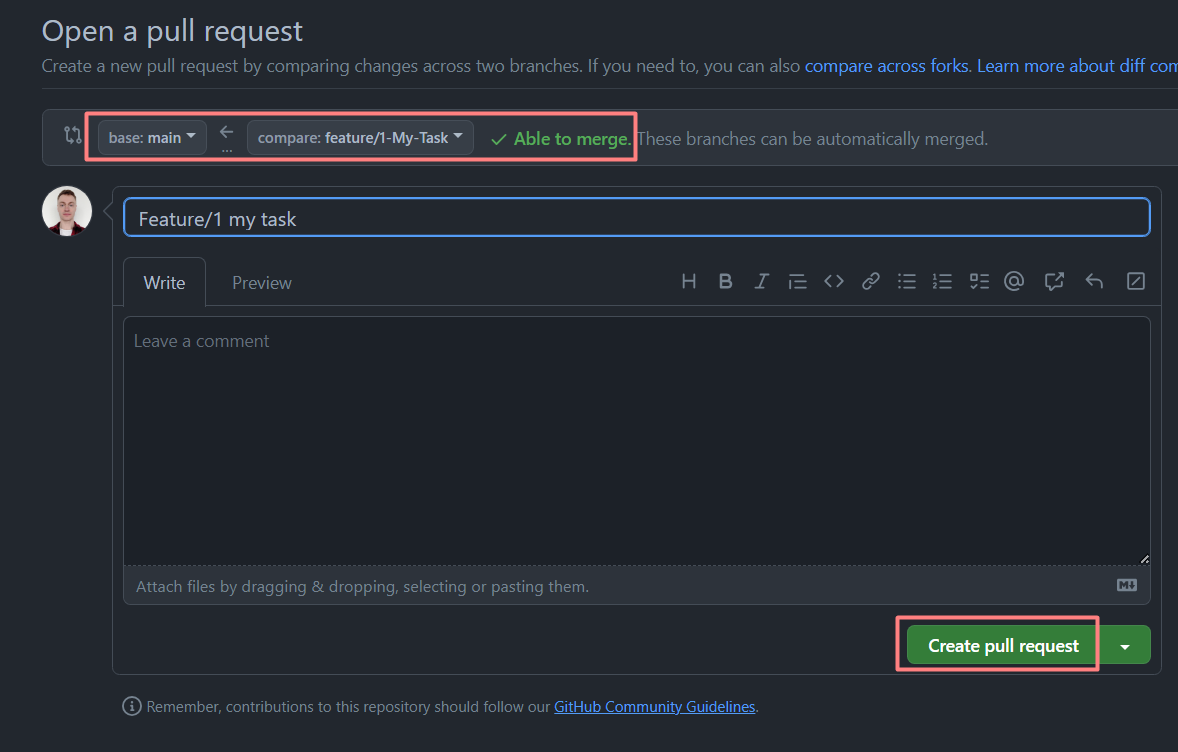 Open a pull request
Create a new pull request by comparing changes across two branches. If you need to, you can also compare across forks. Learn more about diff com
base: main ... compare: feature/1-My-Task Able to merge. These branches can be automatically merged.
Feature/1 my task
Write Preview
Leave a comment
Attach files by dragging & dropping, selecting or pasting them.
Create pull request
Remember, contributions to this repository should follow our GitHub Community Guidelines.